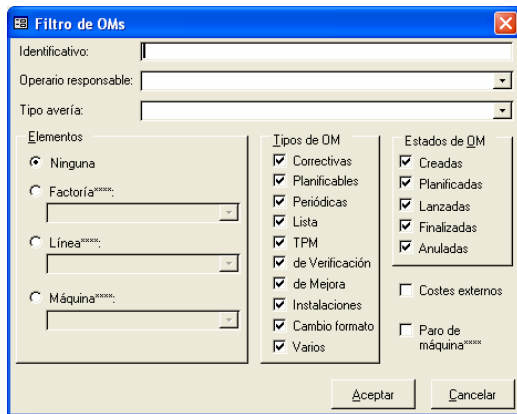 Filtro de OMs
Identificativo:
Operario responsable:
Tipo avería:
Elementos
Ninguna
Factoría****:
Línea****:
Máquina****:
Tipos de OM
Correctivas
Planificables
Periódicas
Lista
TPM
de Verificación
de Mejora
Instalaciones
Cambio formato
Varios
Estados de OM
Creadas
Planificadas
Lanzadas
Finalizadas
Anuladas
Costes externos
Paro de
máquina****
Aceptar
Cancelar